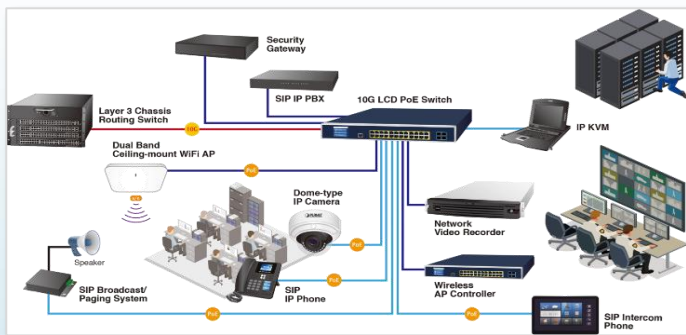 Security
Gateway
SIP IP PBX
10G LCD PoE Switch
Layer 3 Chassis
Routing Switch
10G
IP KVM
Dual Band
Ceiling-mount WiFi AP
PoE
Dome-type
IP Camera
PLANET
Network
Video Recorder
PoE
Speaker
SIP
IP Phone
PoE
Wireless
AP Controller
SIP Broadcast/
Paging System
PoE
PoE
SIP Intercom
Phone